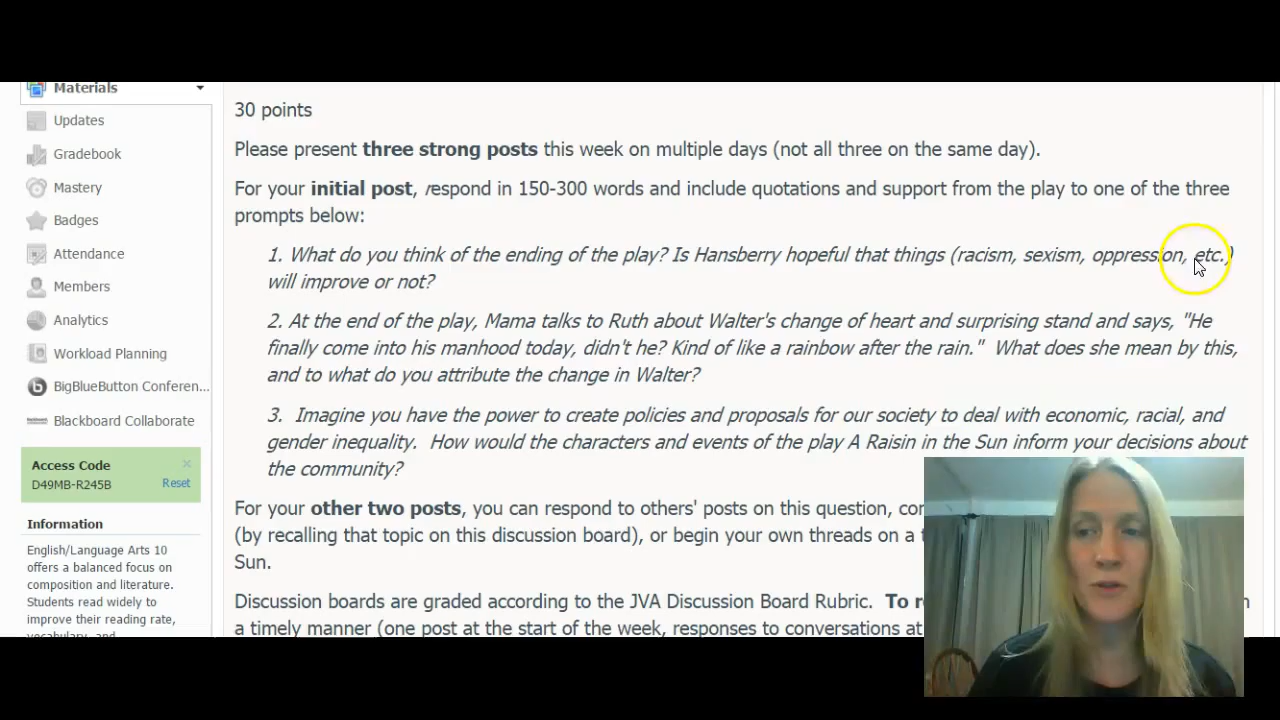 Materials
Updates
Gradebook
Mastery
Badges
Attendance
Members
Analytics
Workload Planning
BigBlueButton Conferen...
Blackboard Collaborate
Access Code
D49MB-R245B Reset
Information
English/Language Arts 10
offers a balanced focus on
composition and literature.
Students read widely to
improve their reading rate,
vocabulary, and
30 points
Please present three strong posts this week on multiple days (not all three on the same day).
For your initial post, respond in 150-300 words and include quotations and support from the play to one of the three
prompts below:
1. What do you think of the ending of the play? Is Hansberry hopeful that things (racism, sexism, oppression, etc.)
will improve or not?
2. At the end of the play, Mama talks to Ruth about Walter's change of heart and surprising stand and says, "He
finally come into his manhood today, didn't he? Kind of like a rainbow after the rain." What does she mean by this,
and to what do you attribute the change in Walter?
3. Imagine you have the power to create policies and proposals for our society to deal with economic, racial, and
gender inequality. How would the characters and events of the play A Raisin in the Sun inform your decisions about
the community?
For your other two posts, you can respond to others' posts on this question,
(by recalling that topic on this discussion board), or begin your own threads on a
Sun.
Discussion boards are graded according to the JVA Discussion Board Rubric. To
a timely manner (one post at the start of the week, responses to conversations at